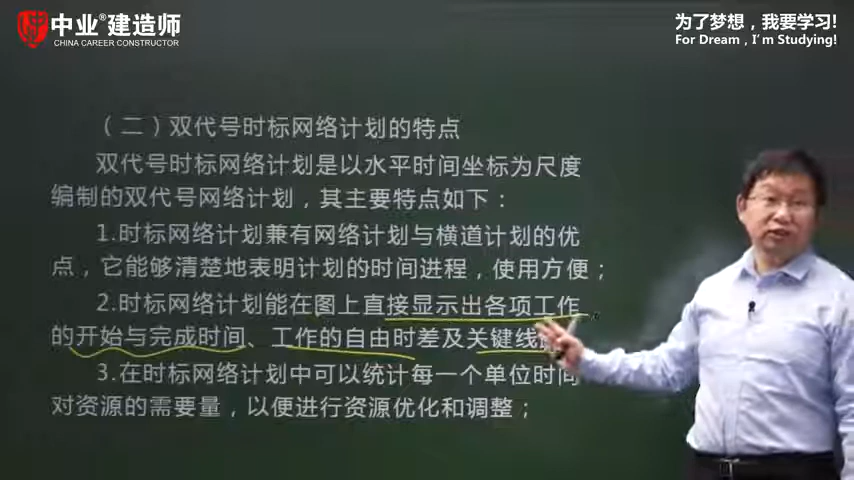 中业®建造师
CHINA CAREER CONSTRUCTOR
为了梦想，我要学习!
For Dream , I'm Studying!
（二）双代号时标网络计划的特点
双代号时标网络计划是以水平时间坐标为尺度
编制的双代号网络计划，其主要特点如下：
1.时标网络计划兼有网络计划与横道计划的优
点，它能够清楚地表明计划的时间进程，使用方便；
2.时标网络计划能在图上直接显示出各项工作
的开始与完成时间、工作的自由时差及关键线
3.在时标网络计划中可以统计每一个单位时间
对资源的需要量，以便进行资源优化和调整；